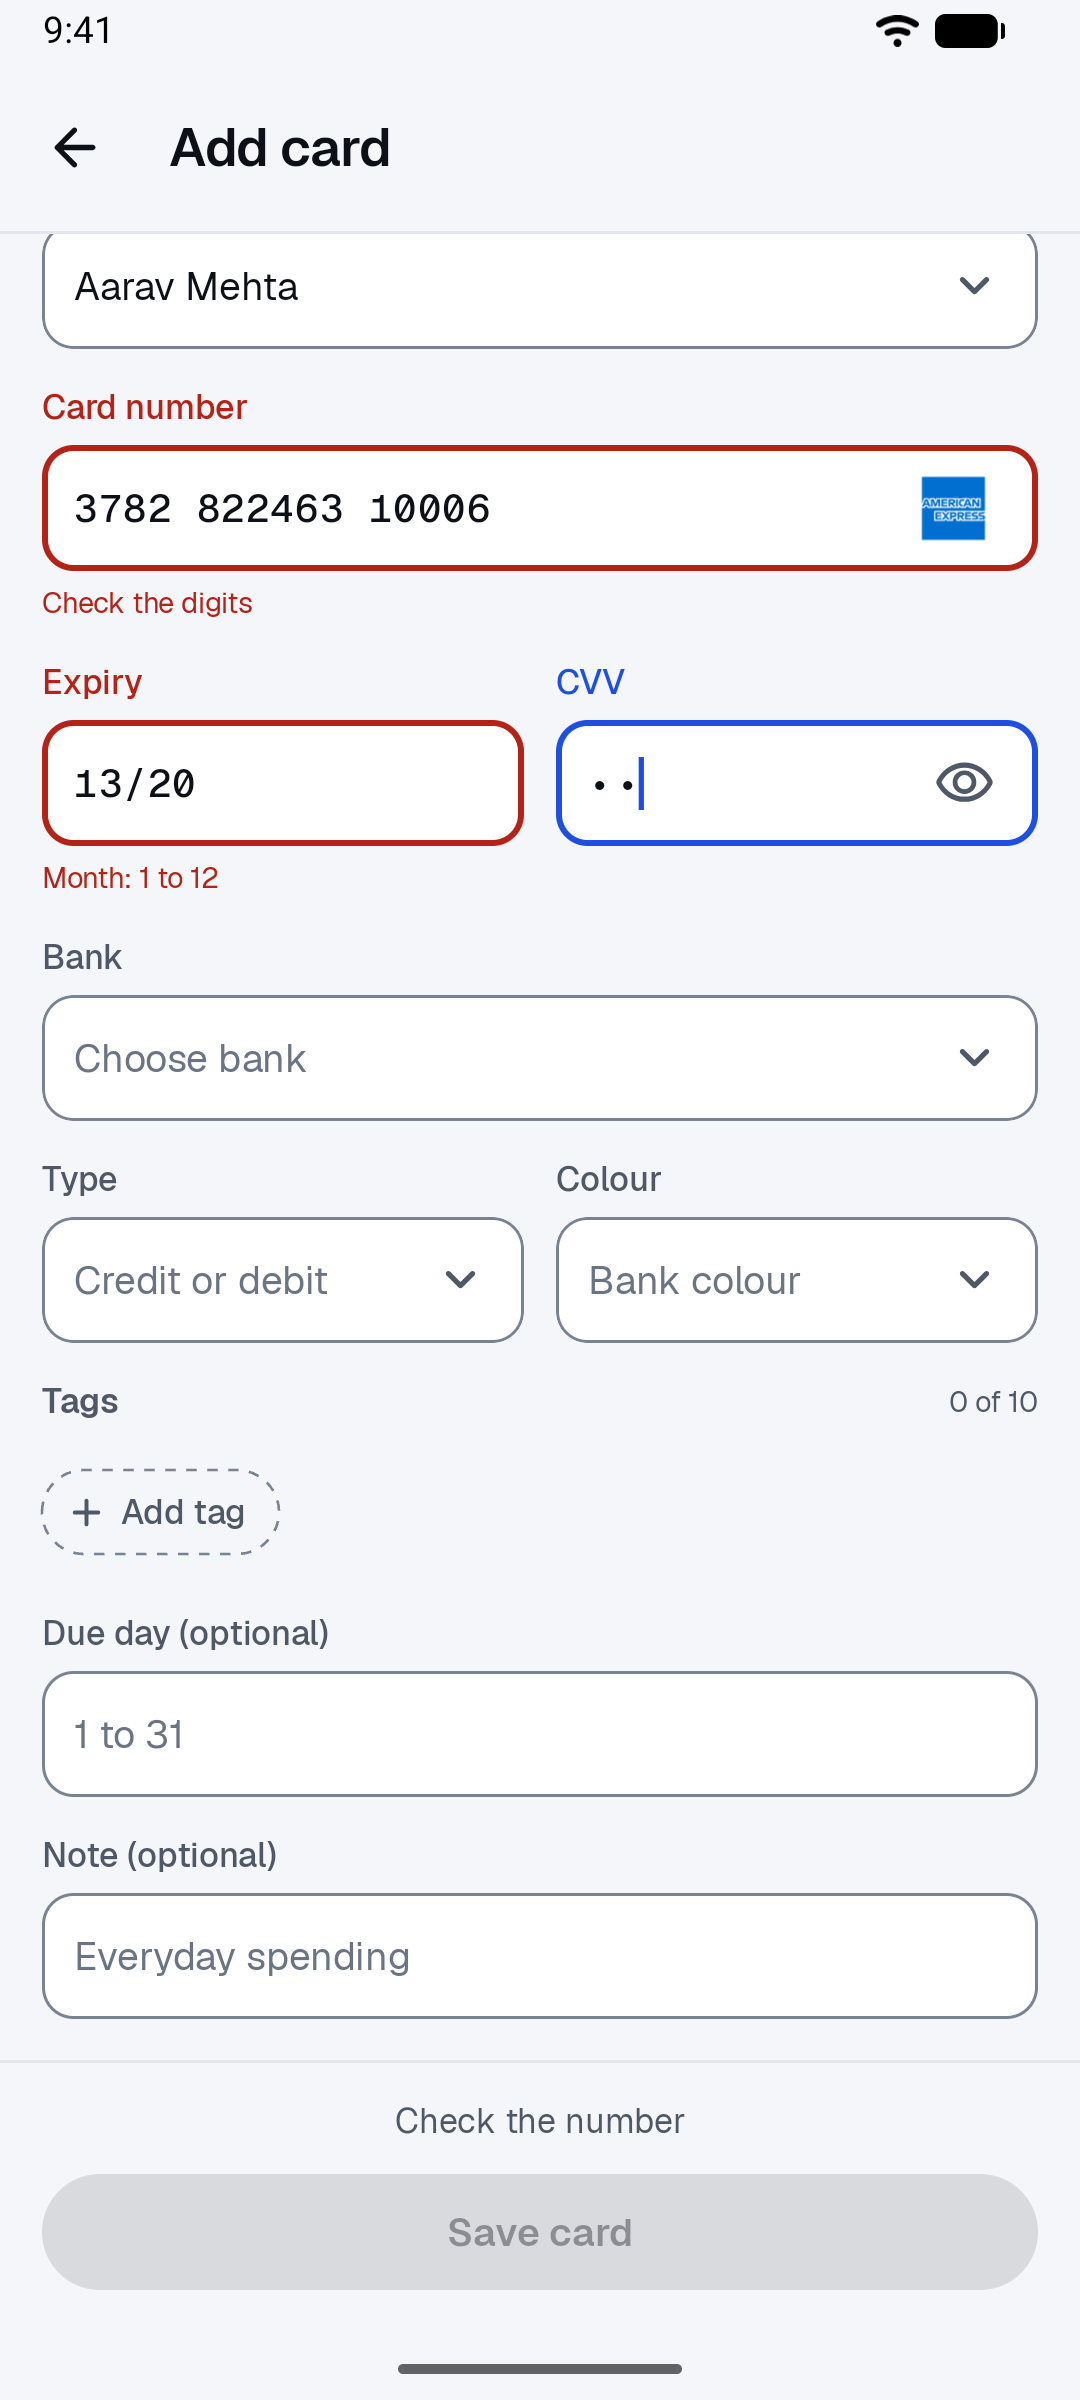 9:41
Add card
Aarav Mehta
Card number
3782 822463 10006
AMERICAN
EXPRESS
Check the digits
Expiry
CVV
13/20
••
Month: 1 to 12
Bank
Choose bank
Type
Colour
Credit or debit
Bank colour
Tags
0 of 10
+ Add tag
Due day (optional)
1 to 31
Note (optional)
Everyday spending
Check the number
Save card